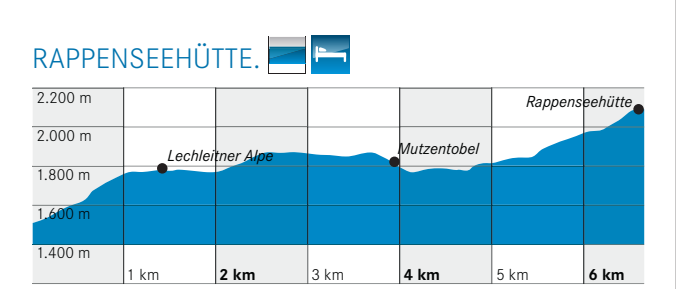 RAPPENSEEHÜTTE.
2.200 m
Rappenseehütte
2.000 m
Lechleitner Alpe
Mutzentobel
1.800 m
1.600 m
1.400 m
1 km
2 km
3 km
4 km
5 km
6 km